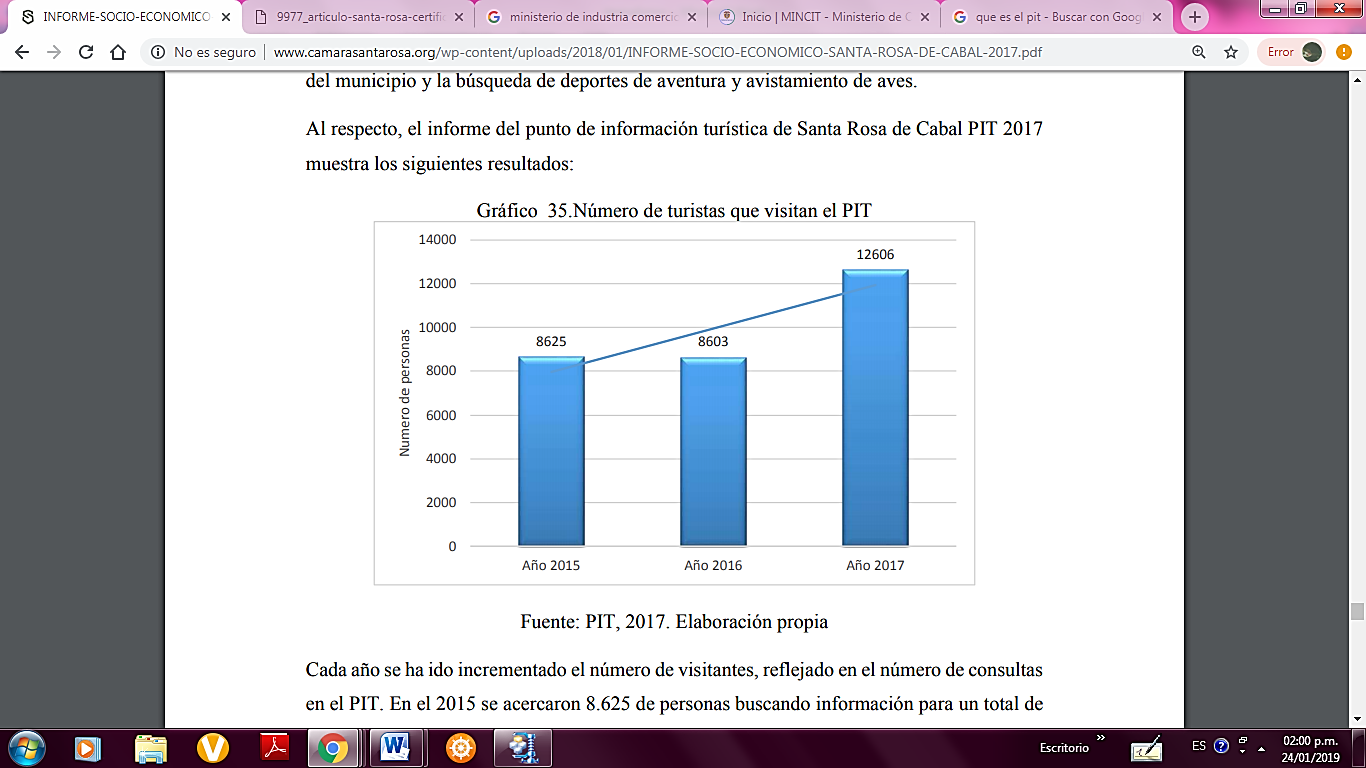 INFORME-SOCIO-ECONOMICO
9977_articulo-santa-rosa-certific
ministerio de industria comercio
Inicio | MINCIT - Ministerio de C
que es el pit - Buscar con Goog
No es seguro | www.camarasantarosa.org/wp-content/uploads/2018/01/INFORME-SOCIO-ECONOMICO-SANTA-ROSA-DE-CABAL-2017.pdf
Error
del municipio y la búsqueda de deportes de aventura y avistamiento de aves.
Al respecto, el informe del punto de información turística de Santa Rosa de Cabal PIT 2017
muestra los siguientes resultados:
Gráfico 35.Número de turistas que visitan el PIT
14000
12000
10000
8000
6000
4000
2000
0
Numero de personas
8625
8603
12606
Año 2015
Año 2016
Año 2017
Fuente: PIT, 2017. Elaboración propia
Cada año se ha ido incrementado el número de visitantes, reflejado en el número de consultas
en el PIT. En el 2015 se acercaron 8.625 de personas buscando información para un total de
Escritorio
ES
02:00 p.m.
24/01/2019